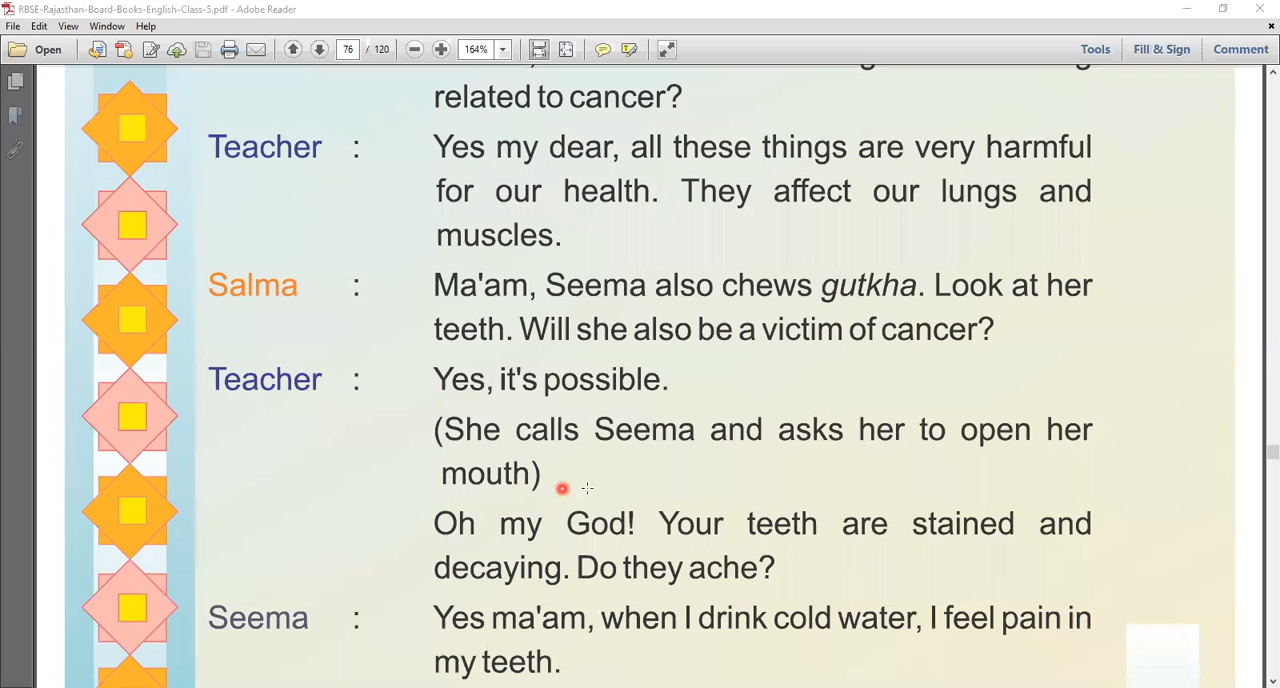 RBSE-Rajasthan-Board-Books-English-Class-5.pdf - Adobe Reader
File Edit View Window Help
Open 76 / 120 164% Tools Fill & Sign Comment
related to cancer?
Teacher : Yes my dear, all these things are very harmful
for our health. They affect our lungs and
muscles.
Salma : Ma'am, Seema also chews gutkha. Look at her
teeth. Will she also be a victim of cancer?
Teacher : Yes, it's possible.
(She calls Seema and asks her to open her
mouth)
Oh my God! Your teeth are stained and
decaying. Do they ache?
Seema : Yes ma'am, when I drink cold water, I feel pain in
my teeth.